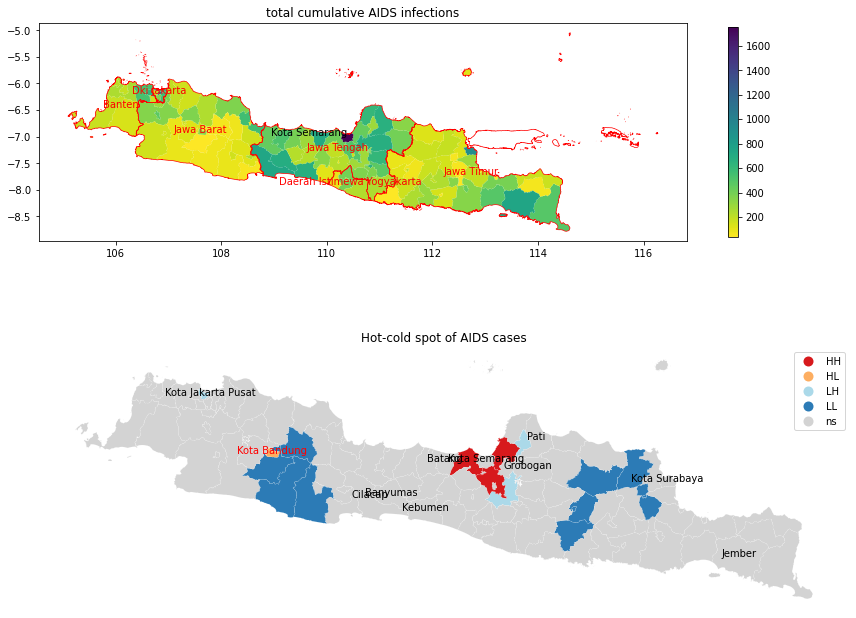 total cumulative AIDS infections
−5.0
−5.5
−6.0
−6.5
−7.0
−7.5
−8.0
−8.5
Dki Jakarta
Banten
Jawa Barat
Kota Semarang
Jawa Tengah
Daerah Istimewa Yogyakarta
Jawa Timur
106
108
110
112
114
116
1600
1400
1200
1000
800
600
400
200
Hot-cold spot of AIDS cases
HH
HL
LH
LL
ns
Kota Jakarta Pusat
Pati
Kota Bandung
Batang
Kota Semarang
Grobogan
Kota Surabaya
Banyumas
Cilacap
Kebumen
Jember